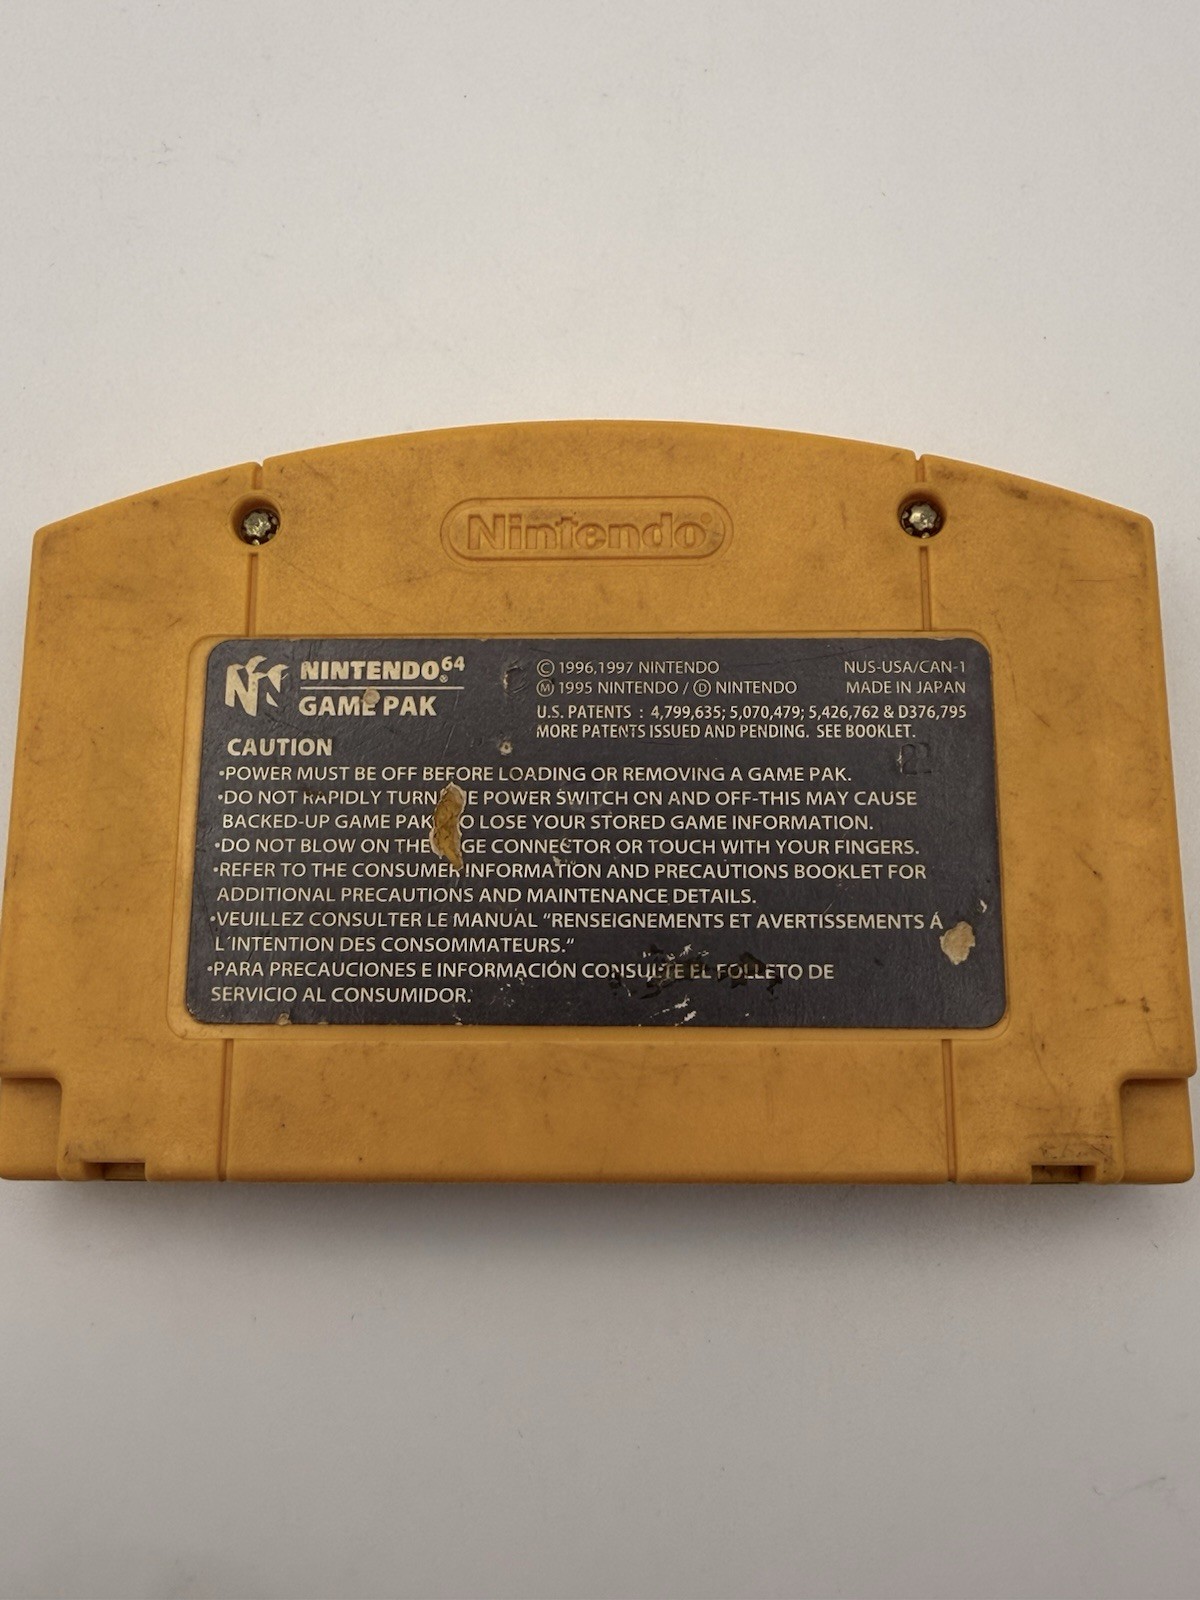 Nintendo
NINTENDO64
GAME PAK
© 1996,1997 NINTENDO
Ⓜ 1995 NINTENDO / Ⓓ NINTENDO
NUS-USA/CAN-1
MADE IN JAPAN
U.S. PATENTS : 4,799,635; 5,070,479; 5,426,762 & D376,795
MORE PATENTS ISSUED AND PENDING. SEE BOOKLET.
22
CAUTION
•POWER MUST BE OFF BEFORE LOADING OR REMOVING A GAME PAK.
•DO NOT RAPIDLY TURN POWER SWITCH ON AND OFF-THIS MAY CAUSE
BACKED-UP GAME PAK TO LOSE YOUR STORED GAME INFORMATION.
•DO NOT BLOW ON THE CONNECTOR OR TOUCH WITH YOUR FINGERS.
•REFER TO THE CONSUMER INFORMATION AND PRECAUTIONS BOOKLET FOR
ADDITIONAL PRECAUTIONS AND MAINTENANCE DETAILS.
•VEUILLEZ CONSULTER LE MANUAL "RENSEIGNEMENTS ET AVERTISSEMENTS Á
L'INTENTION DES CONSOMMATEURS."
•PARA PRECAUCIONES E INFORMACIÓN CONSULTE EL FOLLETO DE
SERVICIO AL CONSUMIDOR.